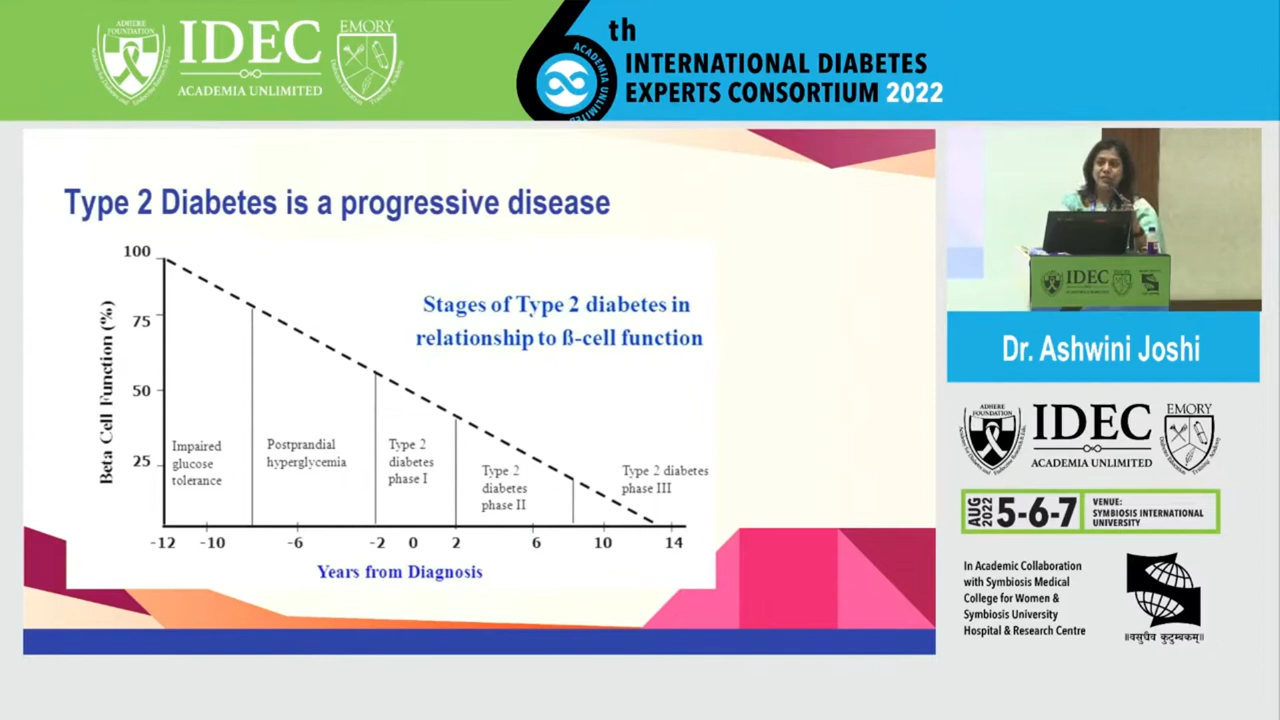 ADHERE
FOUNDATION
IDEC
ACADEMIA UNLIMITED
EMORY
6th
ACADEMIA UNLIMITED
INTERNATIONAL DIABETES
EXPERTS CONSORTIUM 2022
Type 2 Diabetes is a progressive disease
Stages of Type 2 diabetes in
relationship to ß-cell function
Beta Cell Function (%)
100
75
50
25
Impaired
glucose
tolerance
Postprandial
hyperglycemia
Type 2
diabetes
phase I
Type 2
diabetes
phase II
Type 2 diabetes
phase III
-12 -10 -6 -2 0 2 6 10 14
Years from Diagnosis
IDEC
Dr. Ashwini Joshi
ADHERE
FOUNDATION
IDEC
ACADEMIA UNLIMITED
EMORY
AUG
2022
5-6-7
VENUE:
SYMBIOSIS INTERNATIONAL
UNIVERSITY
In Academic Collaboration
with Symbiosis Medical
College for Women &
Symbiosis University
Hospital & Research Centre
॥वसुधैव कुटुम्बकम्॥